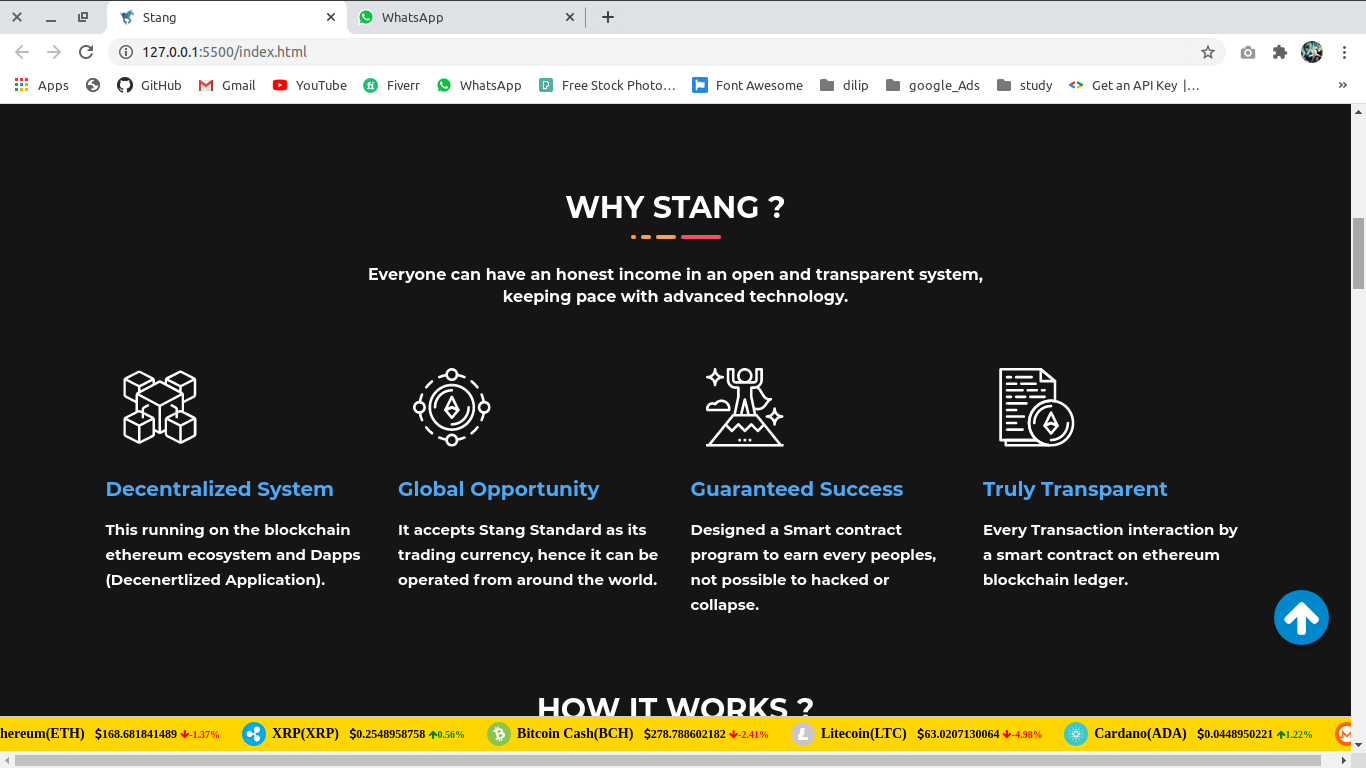 Stang
WhatsApp
127.0.0.1:5500/index.html
Apps
GitHub
Gmail
YouTube
Fiverr
WhatsApp
Free Stock Photo...
Font Awesome
dilip
google_Ads
study
Get an API Key |...
WHY STANG ?
Everyone can have an honest income in an open and transparent system,
keeping pace with advanced technology.
Decentralized System
This running on the blockchain
ethereum ecosystem and Dapps
(Decenertlized Application).
Global Opportunity
It accepts Stang Standard as its
trading currency, hence it can be
operated from around the world.
Guaranteed Success
Designed a Smart contract
program to earn every peoples,
not possible to hacked or
collapse.
Truly Transparent
Every Transaction interaction by
a smart contract on ethereum
blockchain ledger.
HOW IT WORKS ?
hereum(ETH) $168.681841489 -1.37% XRP(XRP) $0.2548958758 0.56% Bitcoin Cash(BCH) $278.788602182 -2.41% Litecoin(LTC) $63.0207130064 -4.98% Cardano(ADA) $0.0448950221 1.22%